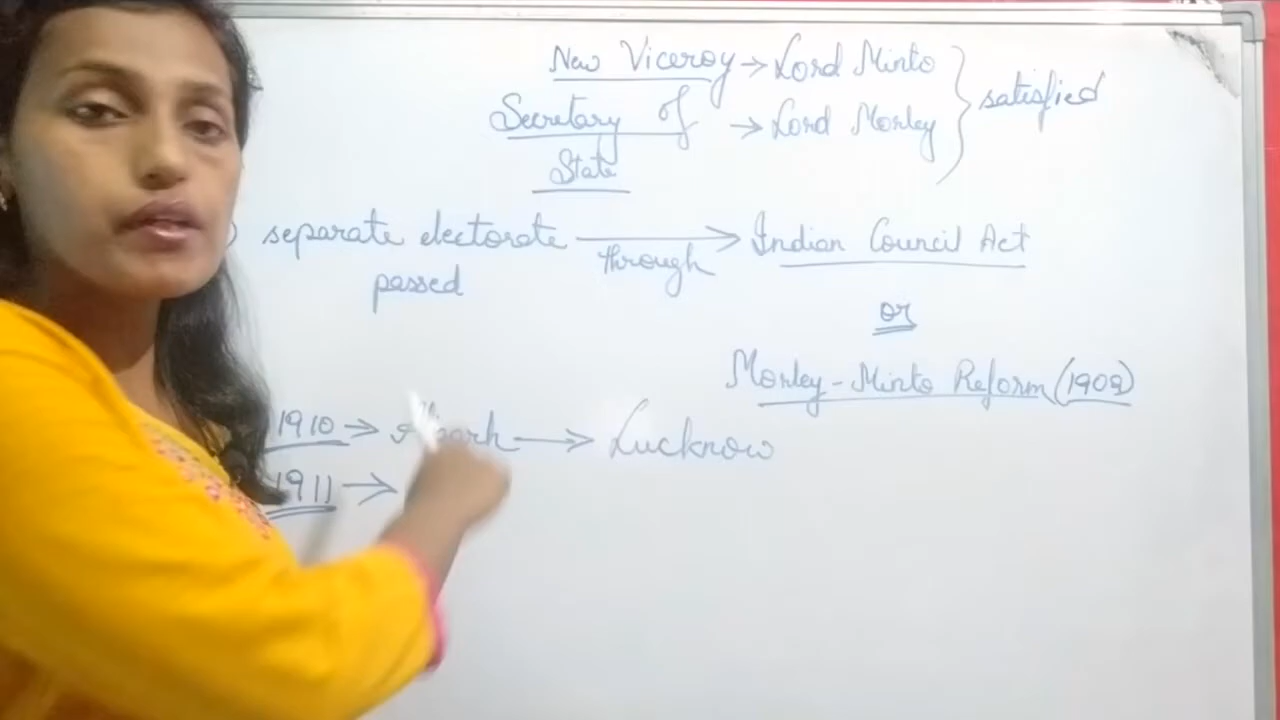 New Viceroy → Lord Minto } satisfied
Secretary of State → Lord Morley
separate electorate passed through → Indian Council Act
or
Morley-Minto Reform (1909)
1910 → → Lucknow
1911 →